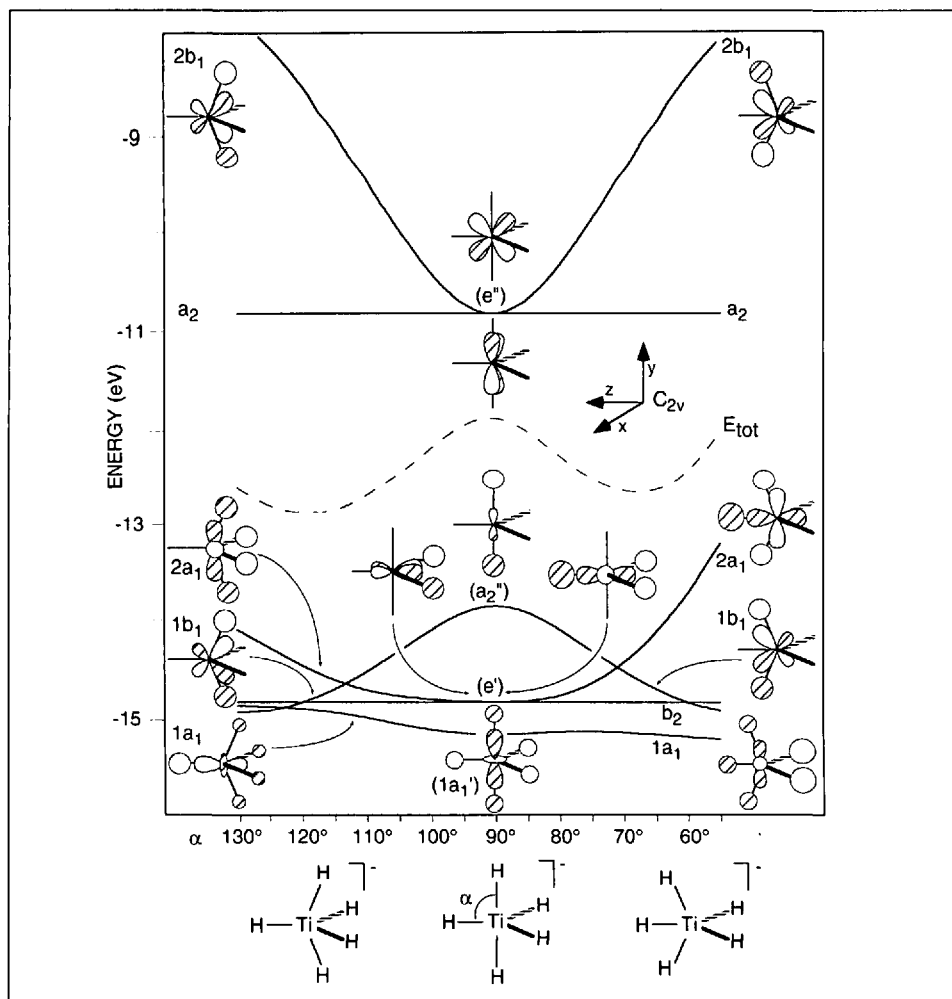 2b₁
2b₁
-9
(e")
a₂
a₂
-11
y
z
C₂ᵥ
x
ENERGY (eV)
E_tot
-13
2a₁
2a₁
(a₂")
1b₁
1b₁
(e')
b₂
-15
1a₁
1a₁
(1a₁')
α 130° 120° 110° 100° 90° 80° 70° 60°
H H H
α
H H H
H Ti H Ti H Ti
H H H
H H H
⁻ ⁻ ⁻